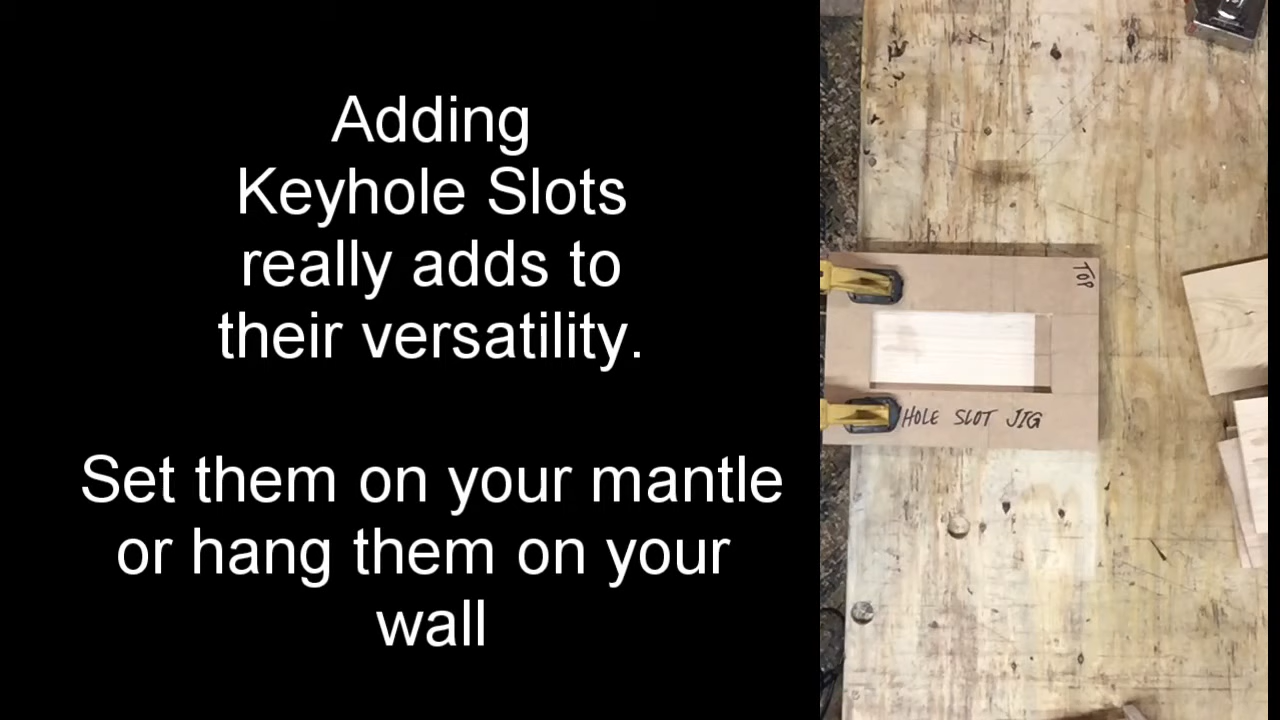 Adding
Keyhole Slots
really adds to
their versatility.
Set them on your mantle
or hang them on your
wall
TOP
HOLE SLOT JIG